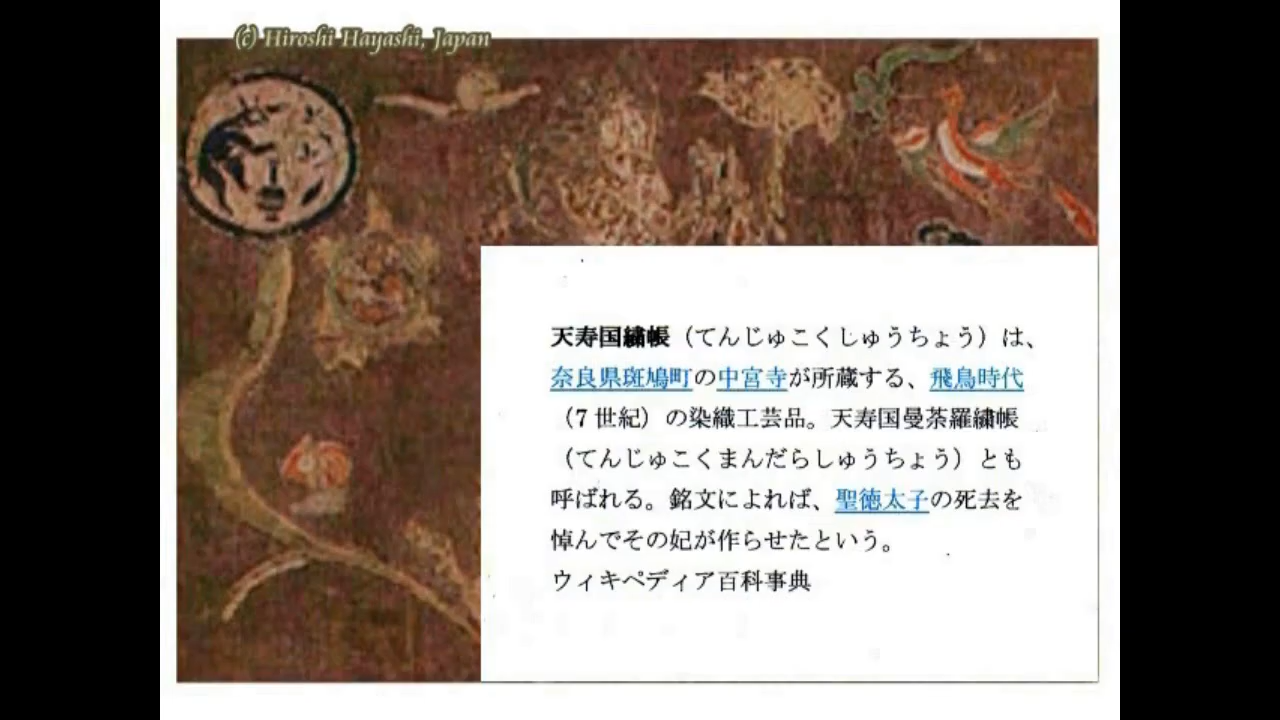 (c) Hiroshi Hayashi, Japan
天寿国繡帳（てんじゅこくしゅうちょう）は、
奈良県斑鳩町の中宮寺が所蔵する、飛鳥時代
（7 世紀）の染織工芸品。天寿国曼荼羅繡帳
（てんじゅこくまんだらしゅうちょう）とも
呼ばれる。銘文によれば、聖徳太子の死去を
悼んでその妃が作らせたという。
ウィキペディア百科事典